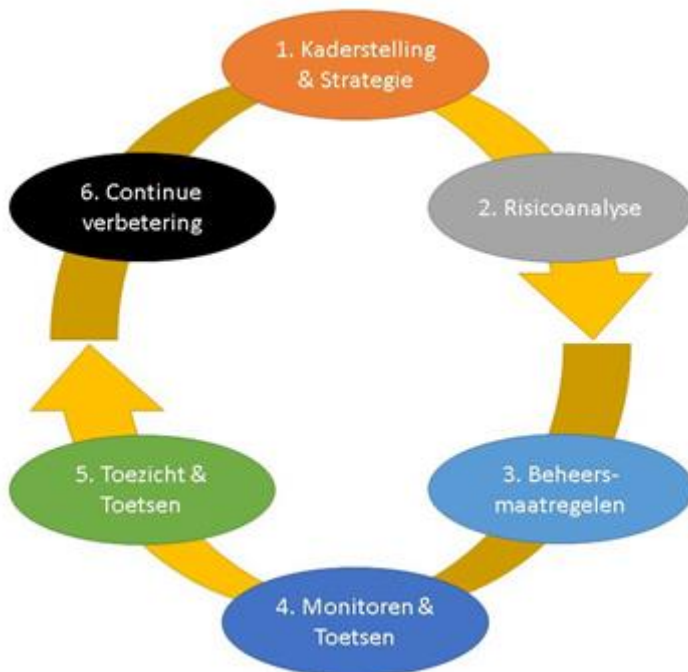 1. Kaderstelling
& Strategie
2. Risicoanalyse
3. Beheers-
maatregelen
4. Monitoren &
Toetsen
5. Toezicht &
Toetsen
6. Continue
verbetering